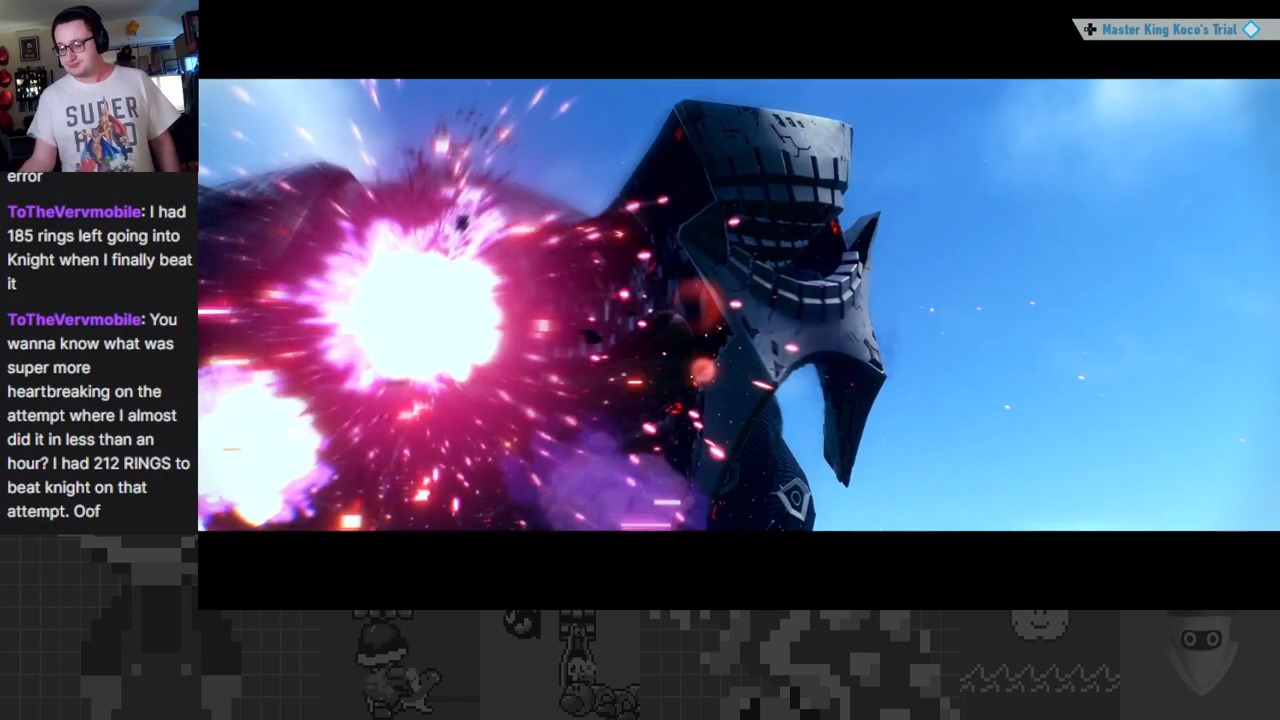 Master King Koco's Trial
SUPER
error
ToTheVervmobile: I had
185 rings left going into
Knight when I finally beat
it
ToTheVervmobile: You
wanna know what was
super more
heartbreaking on the
attempt where I almost
did it in less than an
hour? I had 212 RINGS to
beat knight on that
attempt. Oof